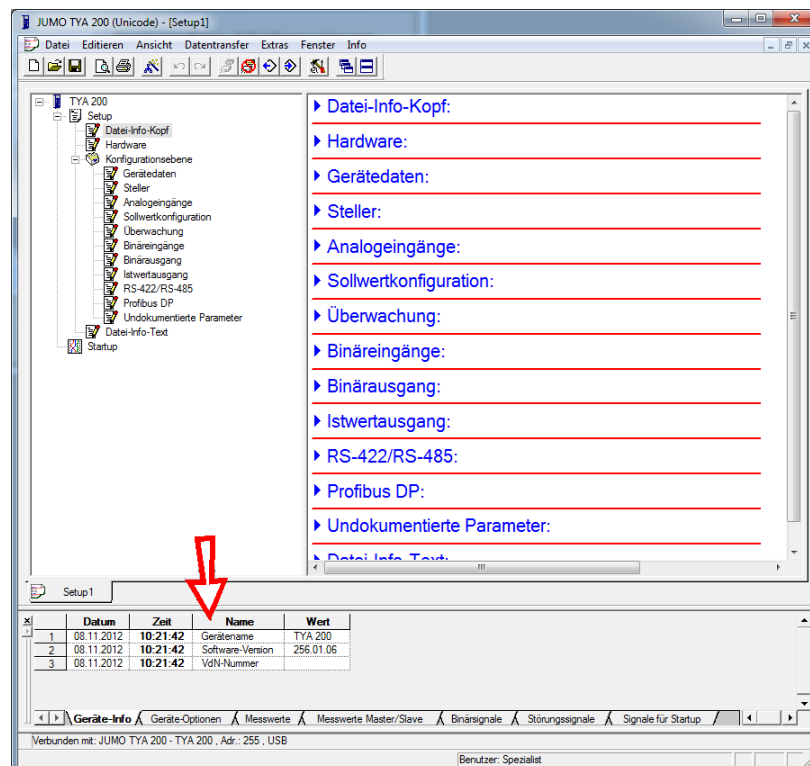 JUMO TYA 200 (Unicode) - [Setup1]
Datei Editieren Ansicht Datentransfer Extras Fenster Info
TYA 200
Setup
Datei-Info-Kopf
Hardware
Konfigurationsebene
Gerätedaten
Steller
Analogeingänge
Sollwertkonfiguration
Überwachung
Binäreingänge
Binärausgang
Istwertausgang
RS-422/RS-485
Profibus DP
Undokumentierte Parameter
Datei-Info-Text
Startup
Datei-Info-Kopf:
Hardware:
Gerätedaten:
Steller:
Analogeingänge:
Sollwertkonfiguration:
Überwachung:
Binäreingänge:
Binärausgang:
Istwertausgang:
RS-422/RS-485:
Profibus DP:
Undokumentierte Parameter:
Datei-Info-Text:
Setup1
Datum Zeit Name Wert
1 08.11.2012 10:21:42 Gerätename TYA 200
2 08.11.2012 10:21:42 Software-Version 256.01.06
3 08.11.2012 10:21:42 VdN-Nummer
Geräte-Info Geräte-Optionen Messwerte Messwerte Master/Slave Binärsignale Störungssignale Signale für Startup
Verbunden mit: JUMO TYA 200 - TYA 200 , Adr.: 255 , USB
Benutzer: Spezialist